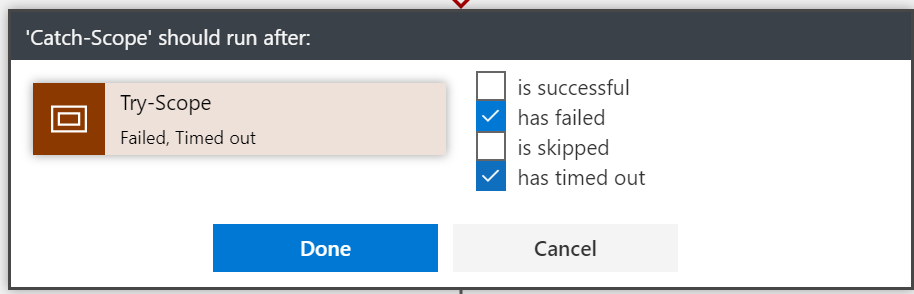 'Catch-Scope' should run after:
Try-Scope
Failed, Timed out
is successful
has failed
is skipped
has timed out
Done
Cancel